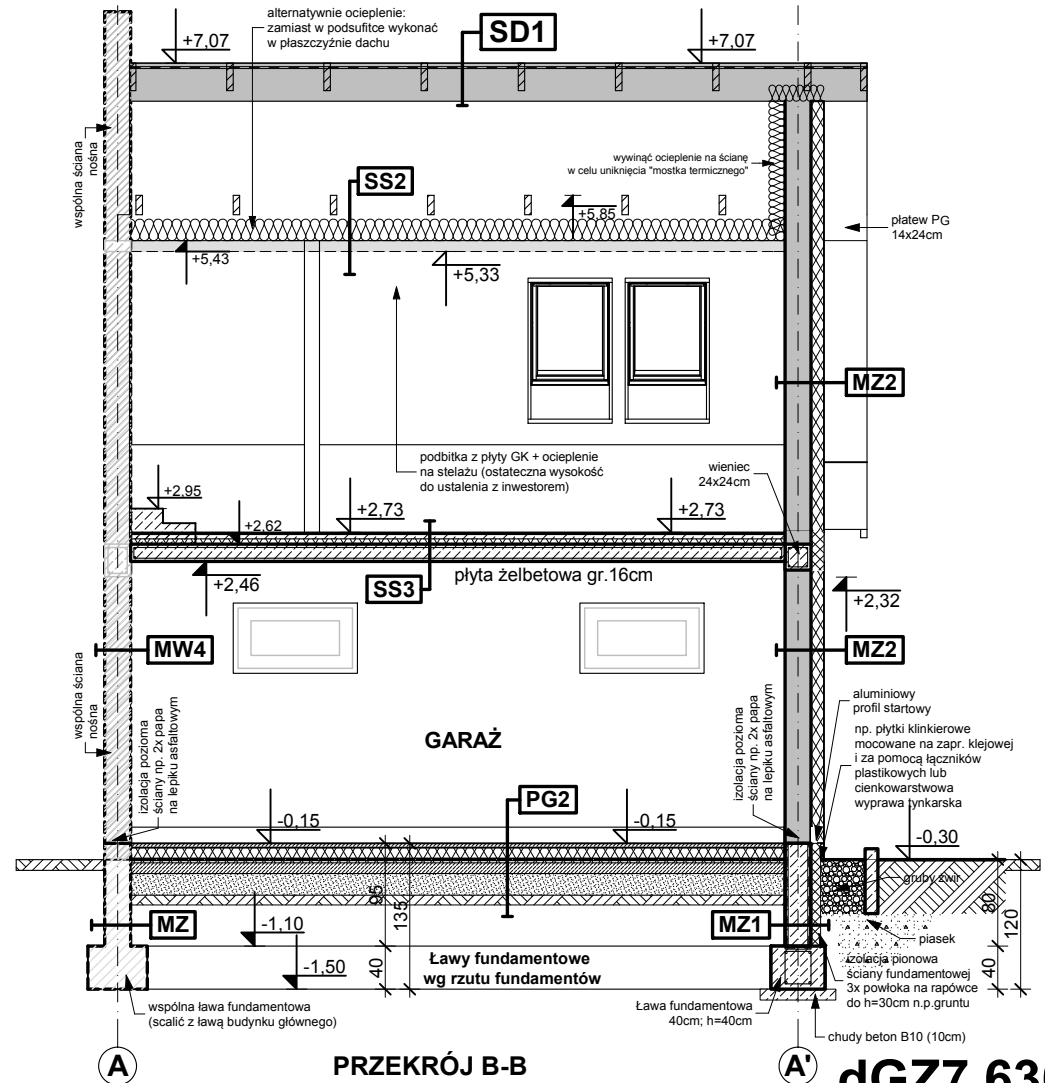 alternatywnie ocieplenie:
zamiast w podsufitce wykonać
w płaszczyźnie dachu
SD1
+7,07
+7,07
wspólna ściana
nośna
wywinąć ocieplenie na ścianę
w celu uniknięcia "mostka termicznego"
SS2
+5,85
płatew PG
14x24cm
+5,43
+5,33
MZ2
podbitka z płyty GK + ocieplenie
na stelażu (ostateczna wysokość
do ustalenia z inwestorem)
wieniec
24x24cm
+2,95
+2,73
+2,73
+2,62
+2,46
płyta żelbetowa gr.16cm
SS3
+2,32
MW4
MZ2
wspólna ściana
nośna
izolacja pozioma
ściany np. 2x papa
na lepiku asfaltowym
GARAŻ
izolacja pozioma
ściany np. 2x papa
na lepiku asfaltowym
aluminiowy
profil startowy
np. płytki klinkierowe
mocowane na zapr. klejowej
i za pomocą łączników
plastikowych lub
cienkowarstwowa
wyprawa tynkarska
PG2
-0,15
-0,15
-0,30
gruby żwir
95
135
80
120
MZ
MZ1
-1,10
piasek
40
-1,50
Ławy fundamentowe
wg rzutu fundamentów
izolacja pionowa
ściany fundamentowej
3x powłoka na rapówce
do h=30cm n.p.gruntu
40
wspólna ława fundamentowa
(scalić z ławą budynku głównego)
Ława fundamentowa
40cm; h=40cm
chudy beton B10 (10cm)
A
PRZEKRÓJ B-B
A'
dGZ7 630